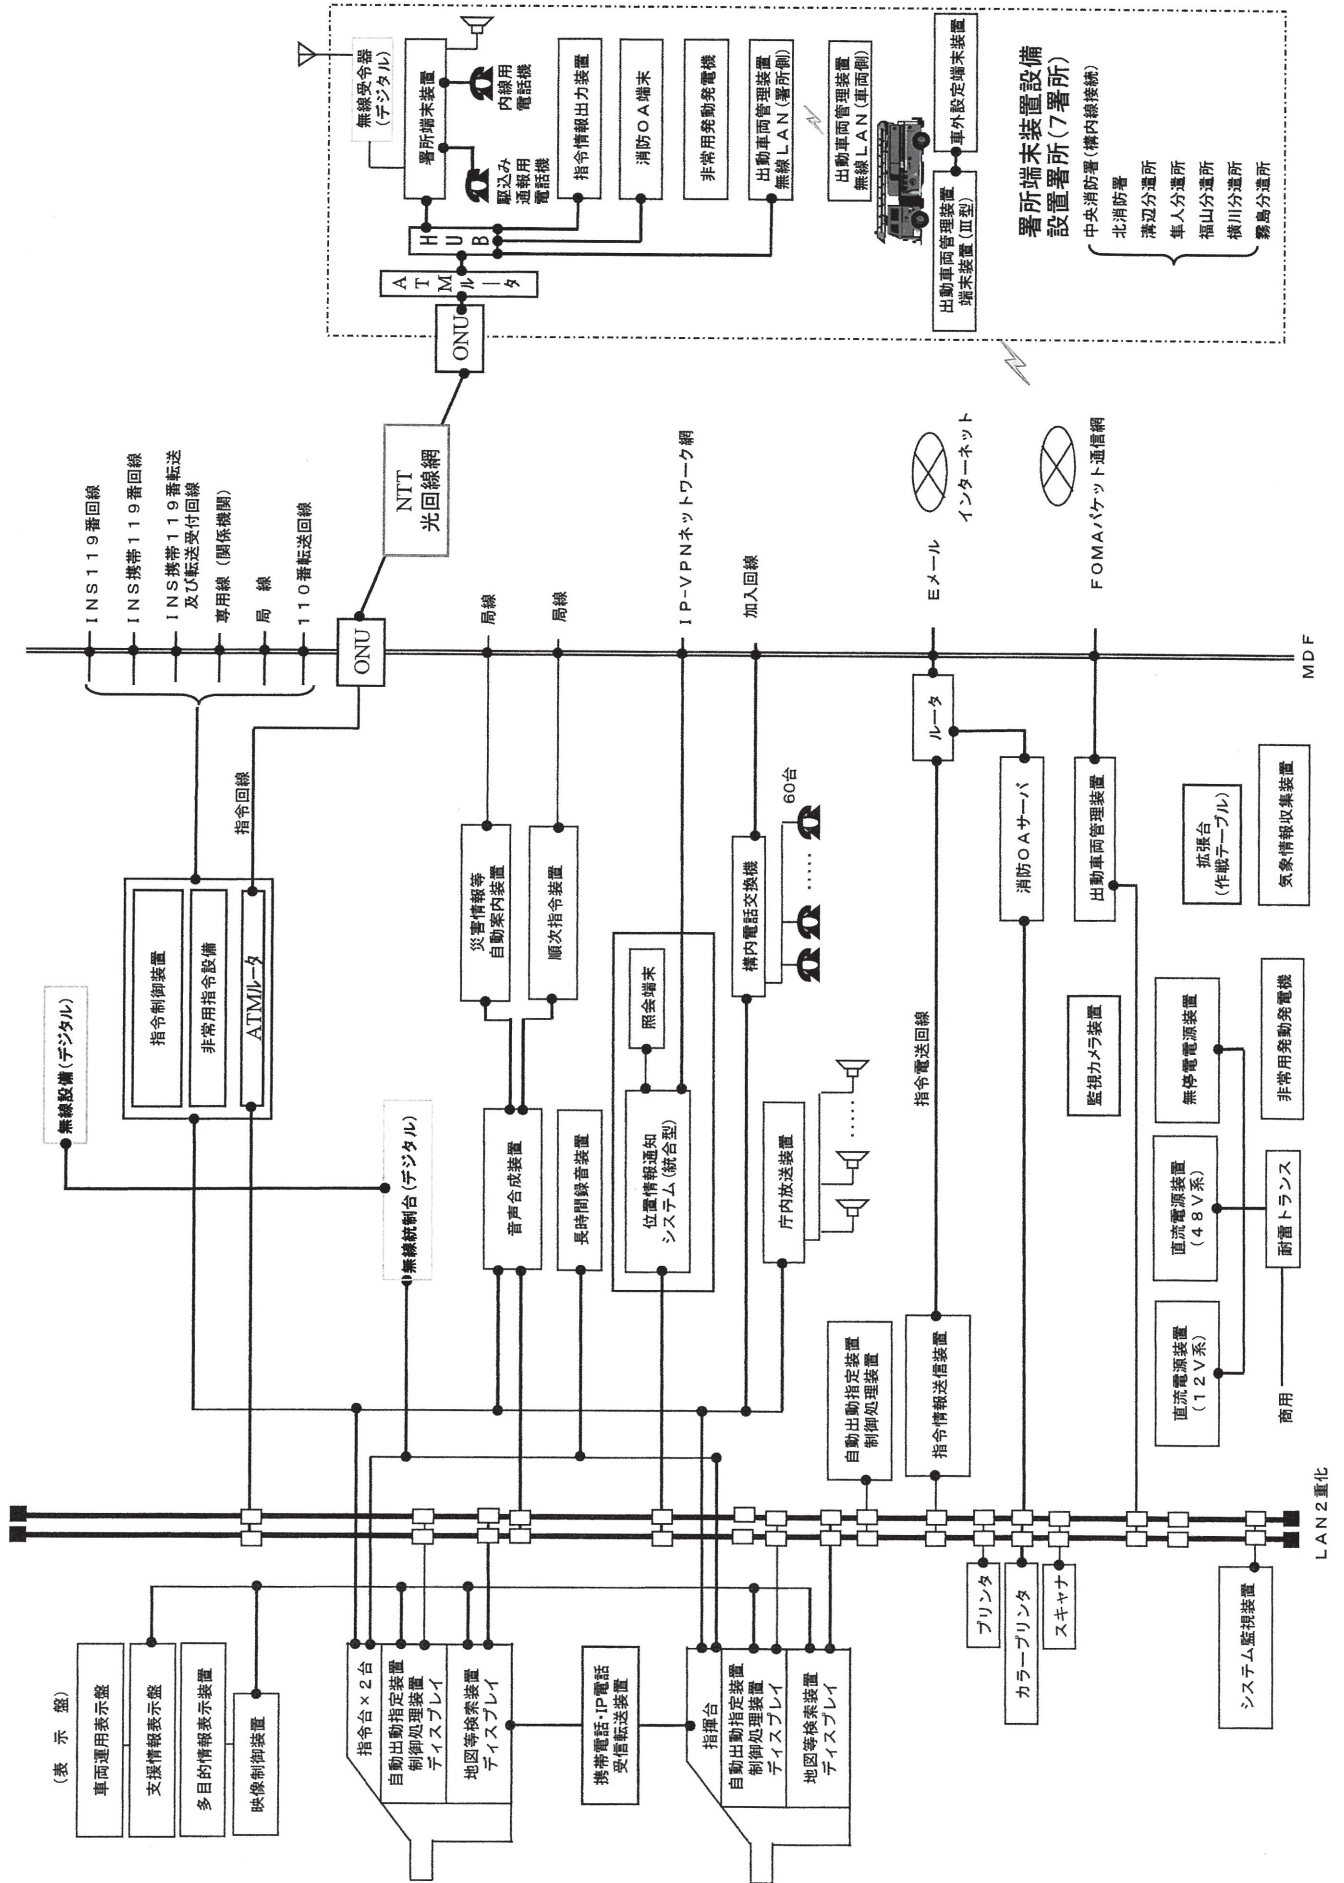 (表 示 盤)
車両運用表示盤
支援情報表示盤
多目的情報表示装置
映像制御装置
指令台×2台
自動出動指定装置
制御処理装置
ディスプレイ
地図等検索装置
ディスプレイ
携帯電話・IP電話
受信転送装置
指揮台
自動出動指定装置
制御処理装置
ディスプレイ
地図等検索装置
ディスプレイ
プリンタ
カラープリンタ
スキャナ
システム監視装置
LAN2重化
無線設備(デジタル)
指令制御装置
非常用指令設備
ATMルータ
指令回線
無線統制台(デジタル)
音声合成装置
長時間録音装置
災害情報等
自動案内装置
順次指令装置
位置情報通知
システム(統合型)
照会端末
構内電話交換機
60台
庁内放送装置
自動出動指定装置
制御処理装置
指令情報送信装置
指令電送回線
ルータ
消防OAサーバ
出動車両管理装置
監視カメラ装置
拡張台
(作戦テーブル)
気象情報収集装置
直流電源装置
(12V系)
直流電源装置
(48V系)
無停電電源装置
商用
耐雷トランス
非常用発動発電機
INS119番回線
INS携帯119番回線
INS携帯119番転送
及び転送受付回線
専用線(関係機関)
局 線
110番転送回線
ONU
NTT
光回線網
局線
局線
IP-VPNネットワーク網
加入回線
Eメール
インターネット
FOMAパケット通信網
MDF
ONU
ATMルータ
HUB
無線受令器
(デジタル)
署所端末装置
駆込み
通報用
電話機
内線用
電話機
指令情報出力装置
消防OA端末
非常用発動発電機
出動車両管理装置
無線LAN(署所側)
出動車両管理装置
無線LAN(車両側)
出動車両管理装置
端末装置(Ⅲ型)
車外設定端末装置
署所端末装置設備
設置署所(7署所)
中央消防署(構内線接続)
北消防署
溝辺分遣所
隼人分遣所
福山分遣所
横川分遣所
霧島分遣所